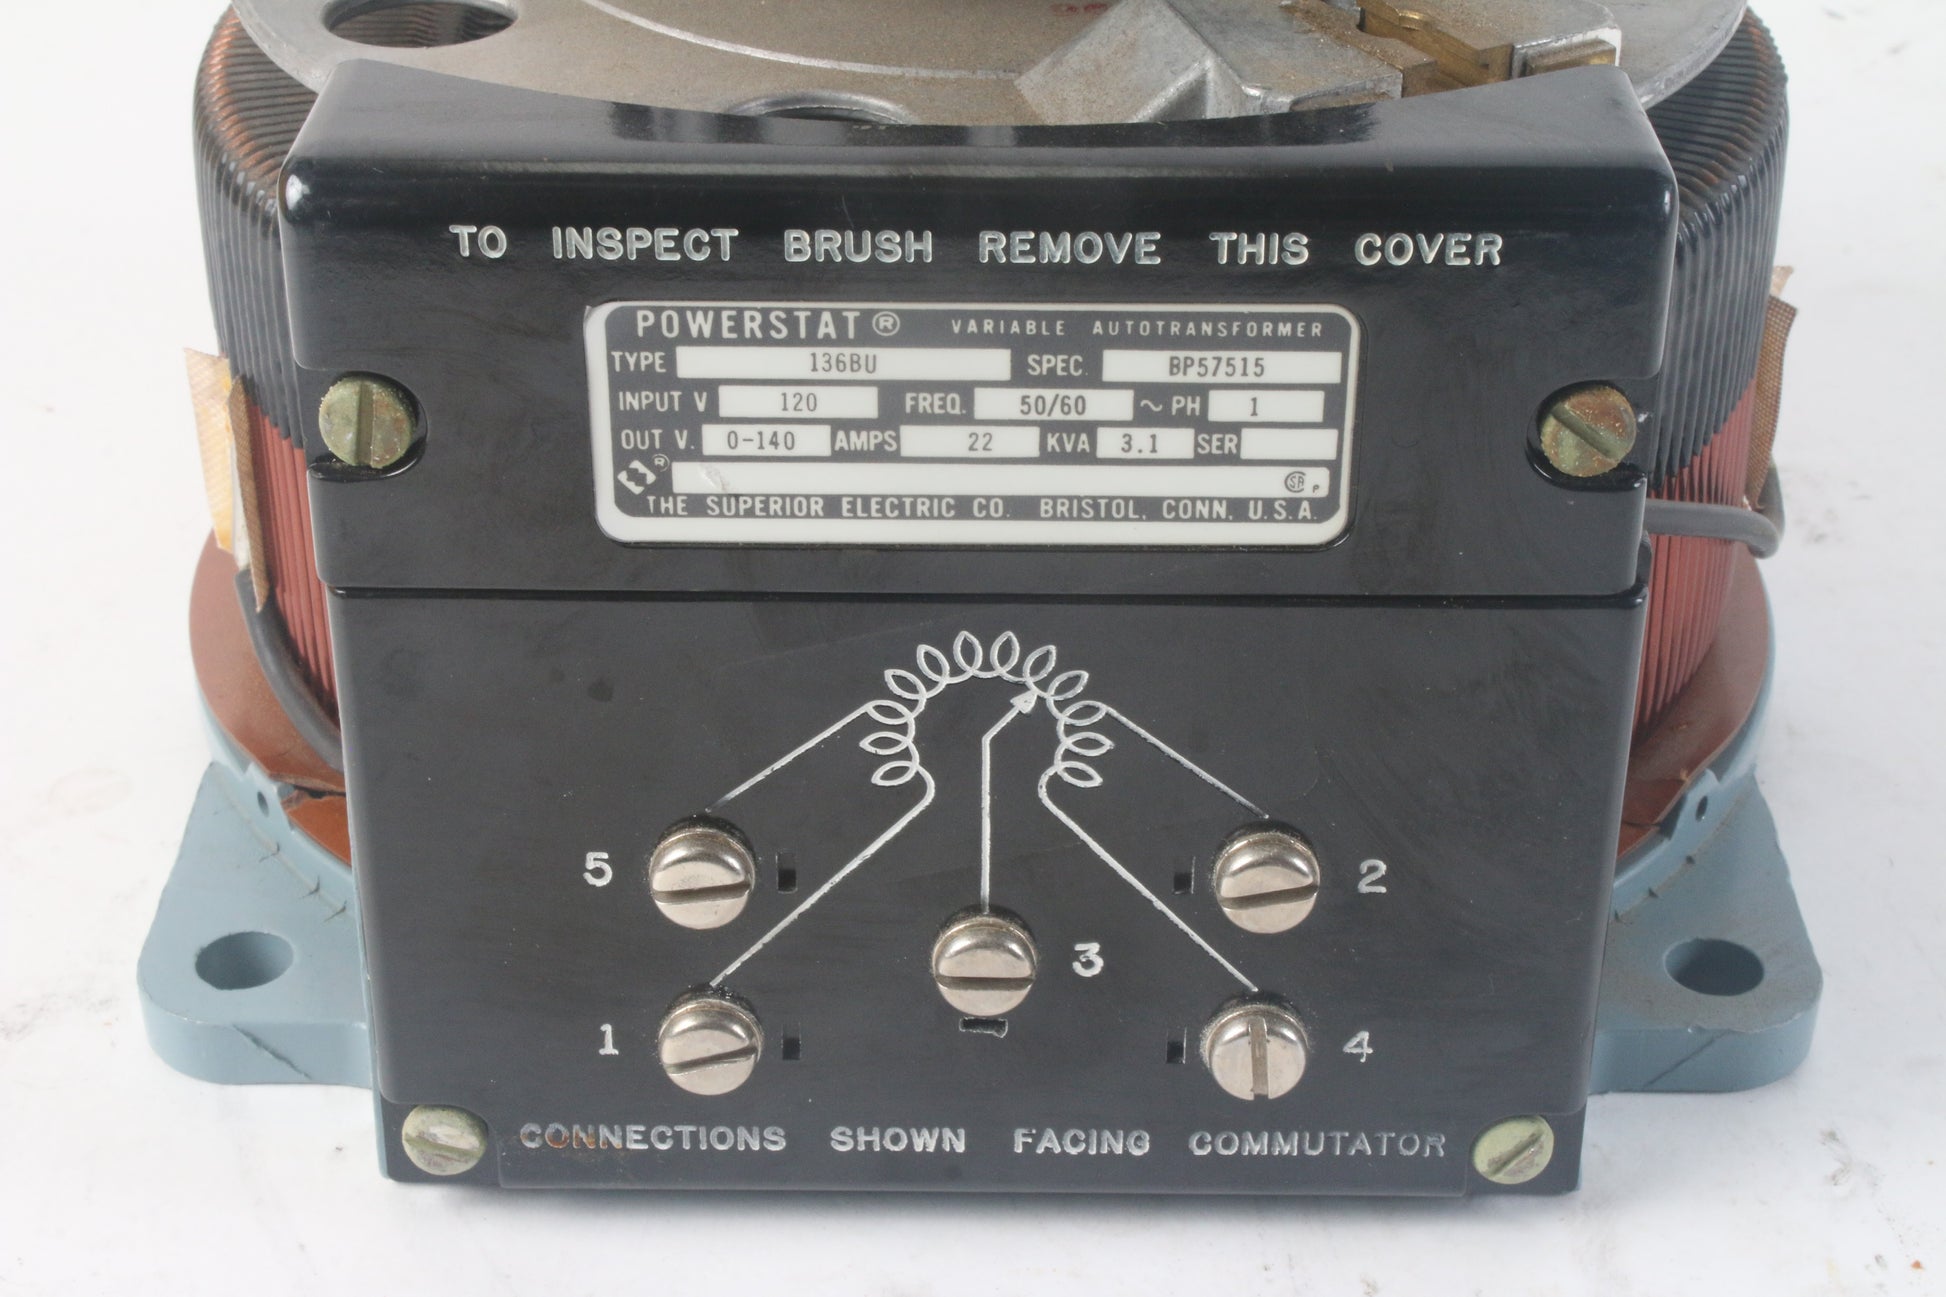 TO INSPECT BRUSH REMOVE THIS COVER
POWERSTAT® VARIABLE AUTOTRANSFORMER
TYPE 136BU SPEC. BP57515
INPUT V 120 FREQ. 50/60 ~ PH 1
OUT V. 0-140 AMPS 22 KVA 3.1 SER
® SA P
THE SUPERIOR ELECTRIC CO. BRISTOL, CONN, U.S.A.
5 2
3
1 4
CONNECTIONS SHOWN FACING COMMUTATOR